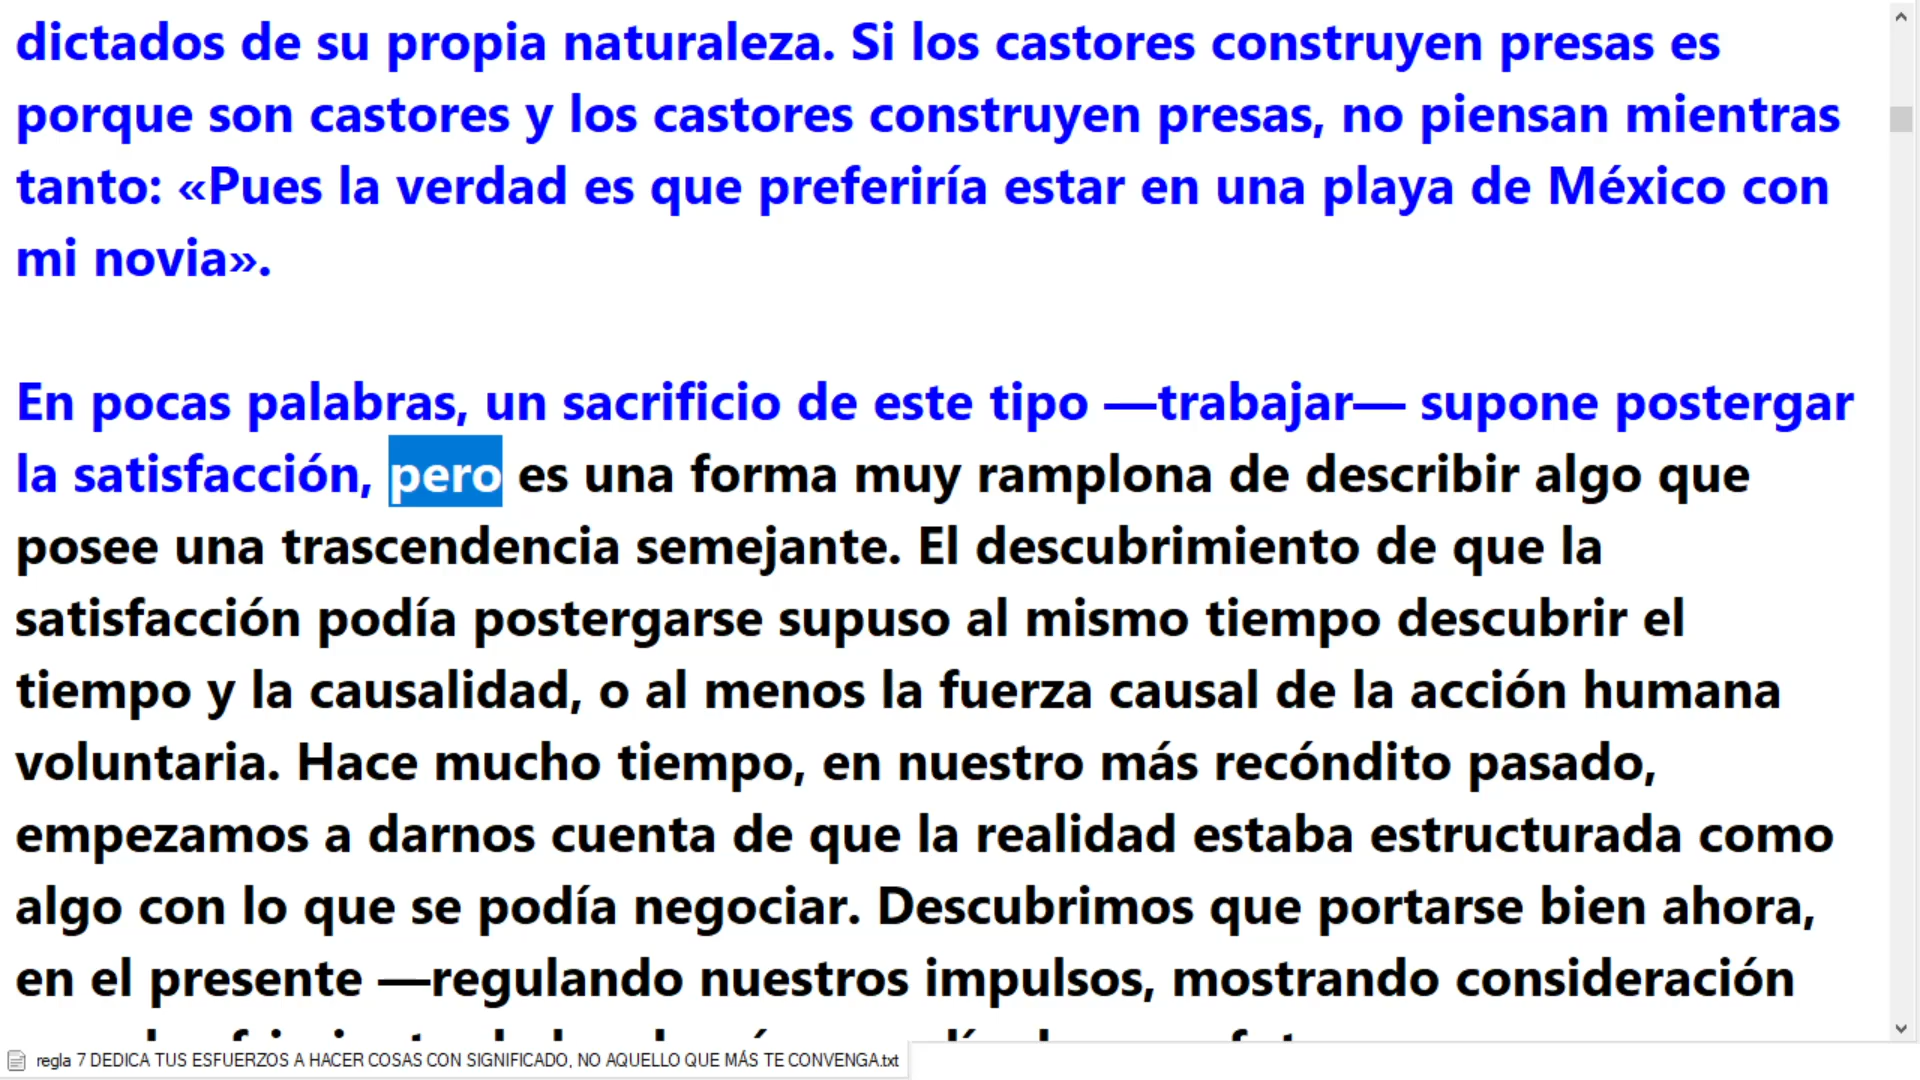 dictados de su propia naturaleza. Si los castores construyen presas es
porque son castores y los castores construyen presas, no piensan mientras
tanto: «Pues la verdad es que preferiría estar en una playa de México con
mi novia».
En pocas palabras, un sacrificio de este tipo —trabajar— supone postergar
la satisfacción, pero es una forma muy ramplona de describir algo que
posee una trascendencia semejante. El descubrimiento de que la
satisfacción podía postergarse supuso al mismo tiempo descubrir el
tiempo y la causalidad, o al menos la fuerza causal de la acción humana
voluntaria. Hace mucho tiempo, en nuestro más recóndito pasado,
empezamos a darnos cuenta de que la realidad estaba estructurada como
algo con lo que se podía negociar. Descubrimos que portarse bien ahora,
en el presente —regulando nuestros impulsos, mostrando consideración
regla 7 DEDICA TUS ESFUERZOS A HACER COSAS CON SIGNIFICADO, NO AQUELLO QUE MÁS TE CONVENGA.txt